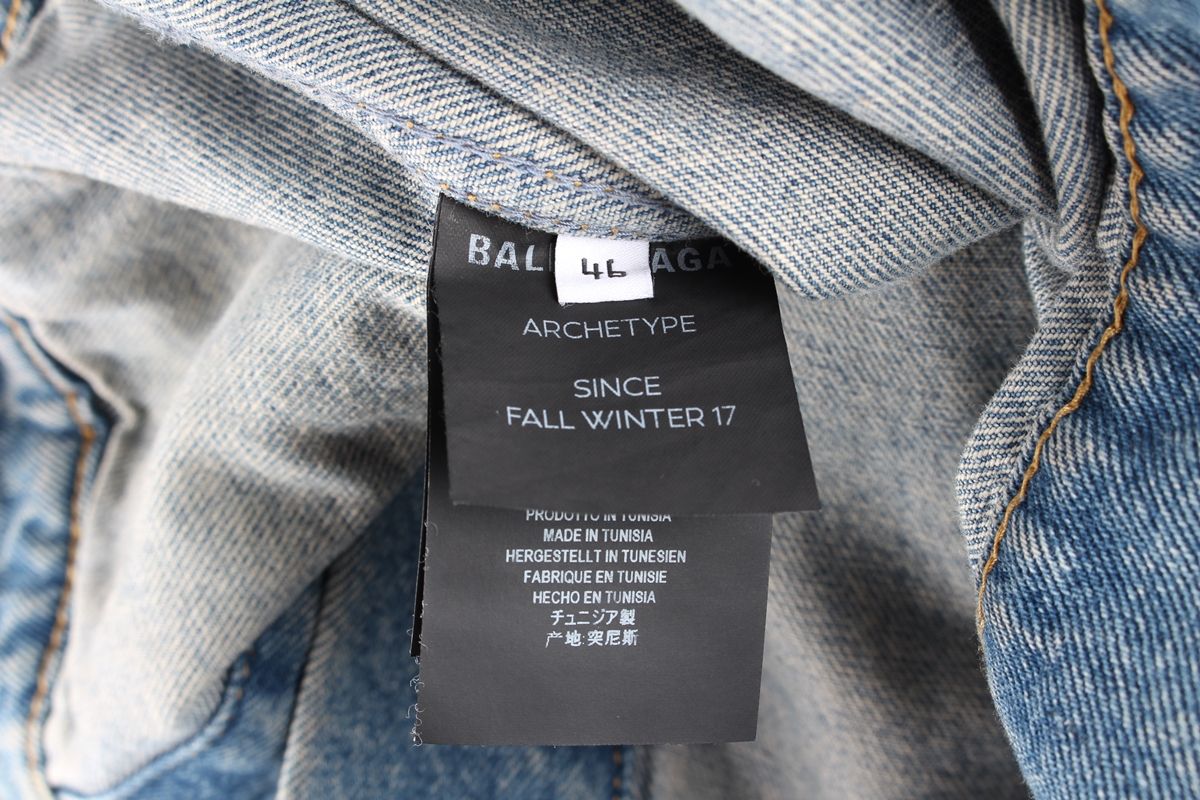 BAL 46 AGA
ARCHETYPE
SINCE
FALL WINTER 17
PRODOTTO IN TUNISIA
MADE IN TUNISIA
HERGESTELLT IN TUNESIEN
FABRIQUE EN TUNISIE
HECHO EN TUNISIA
チュニジア製
产地:突尼斯